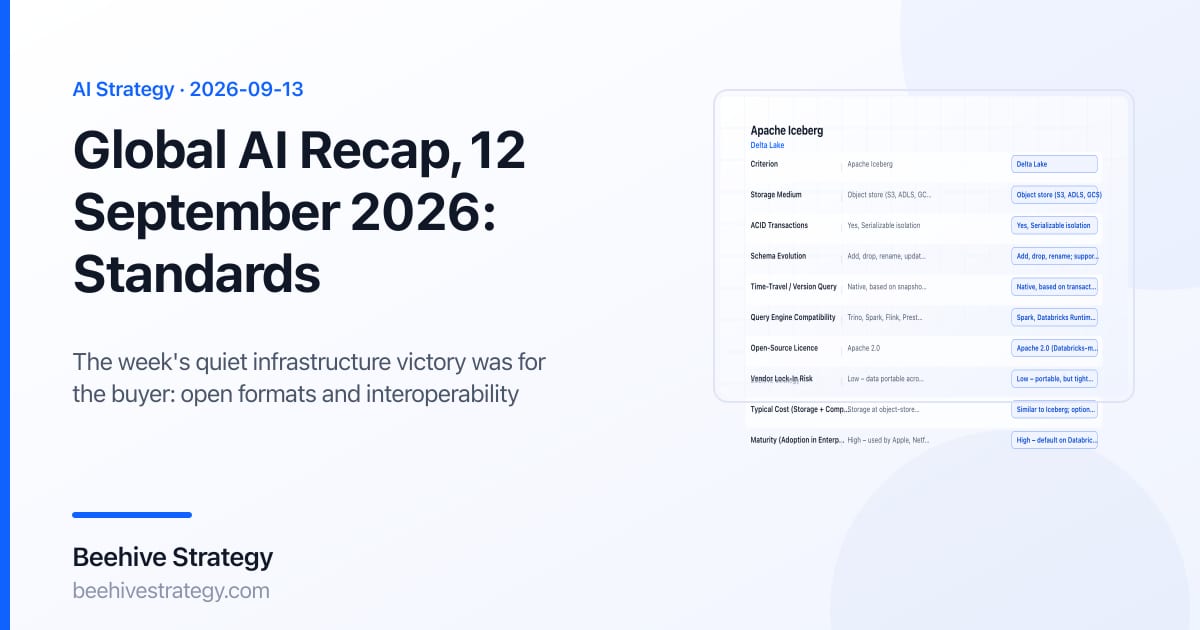 AI Strategy · 2026-09-13
Global AI Recap, 12
September 2026:
Standards
The week's quiet infrastructure victory was for
the buyer: open formats and interoperability
Beehive Strategy
beehivestrategy.com
Apache Iceberg
Delta Lake
Criterion Apache Iceberg Delta Lake
Storage Medium Object store (S3, ADLS, GC... Object store (S3, ADLS, GCS)
ACID Transactions Yes, Serializable isolation Yes, Serializable isolation
Schema Evolution Add, drop, rename, updat... Add, drop, rename; suppor...
Time-Travel / Version Query Native, based on snapsho... Native, based on transact...
Query Engine Compatibility Trino, Spark, Flink, Prest... Spark, Databricks Runtim...
Open-Source Licence Apache 2.0 Apache 2.0 (Databricks-m...
Vendor Lock-In Risk Low – data portable acro... Low – portable, but tight...
Typical Cost (Storage + Comp... Storage at object-store... Similar to Iceberg; option...
Maturity (Adoption in Enterp... High – used by Apple, Netf... High – default on Databric...